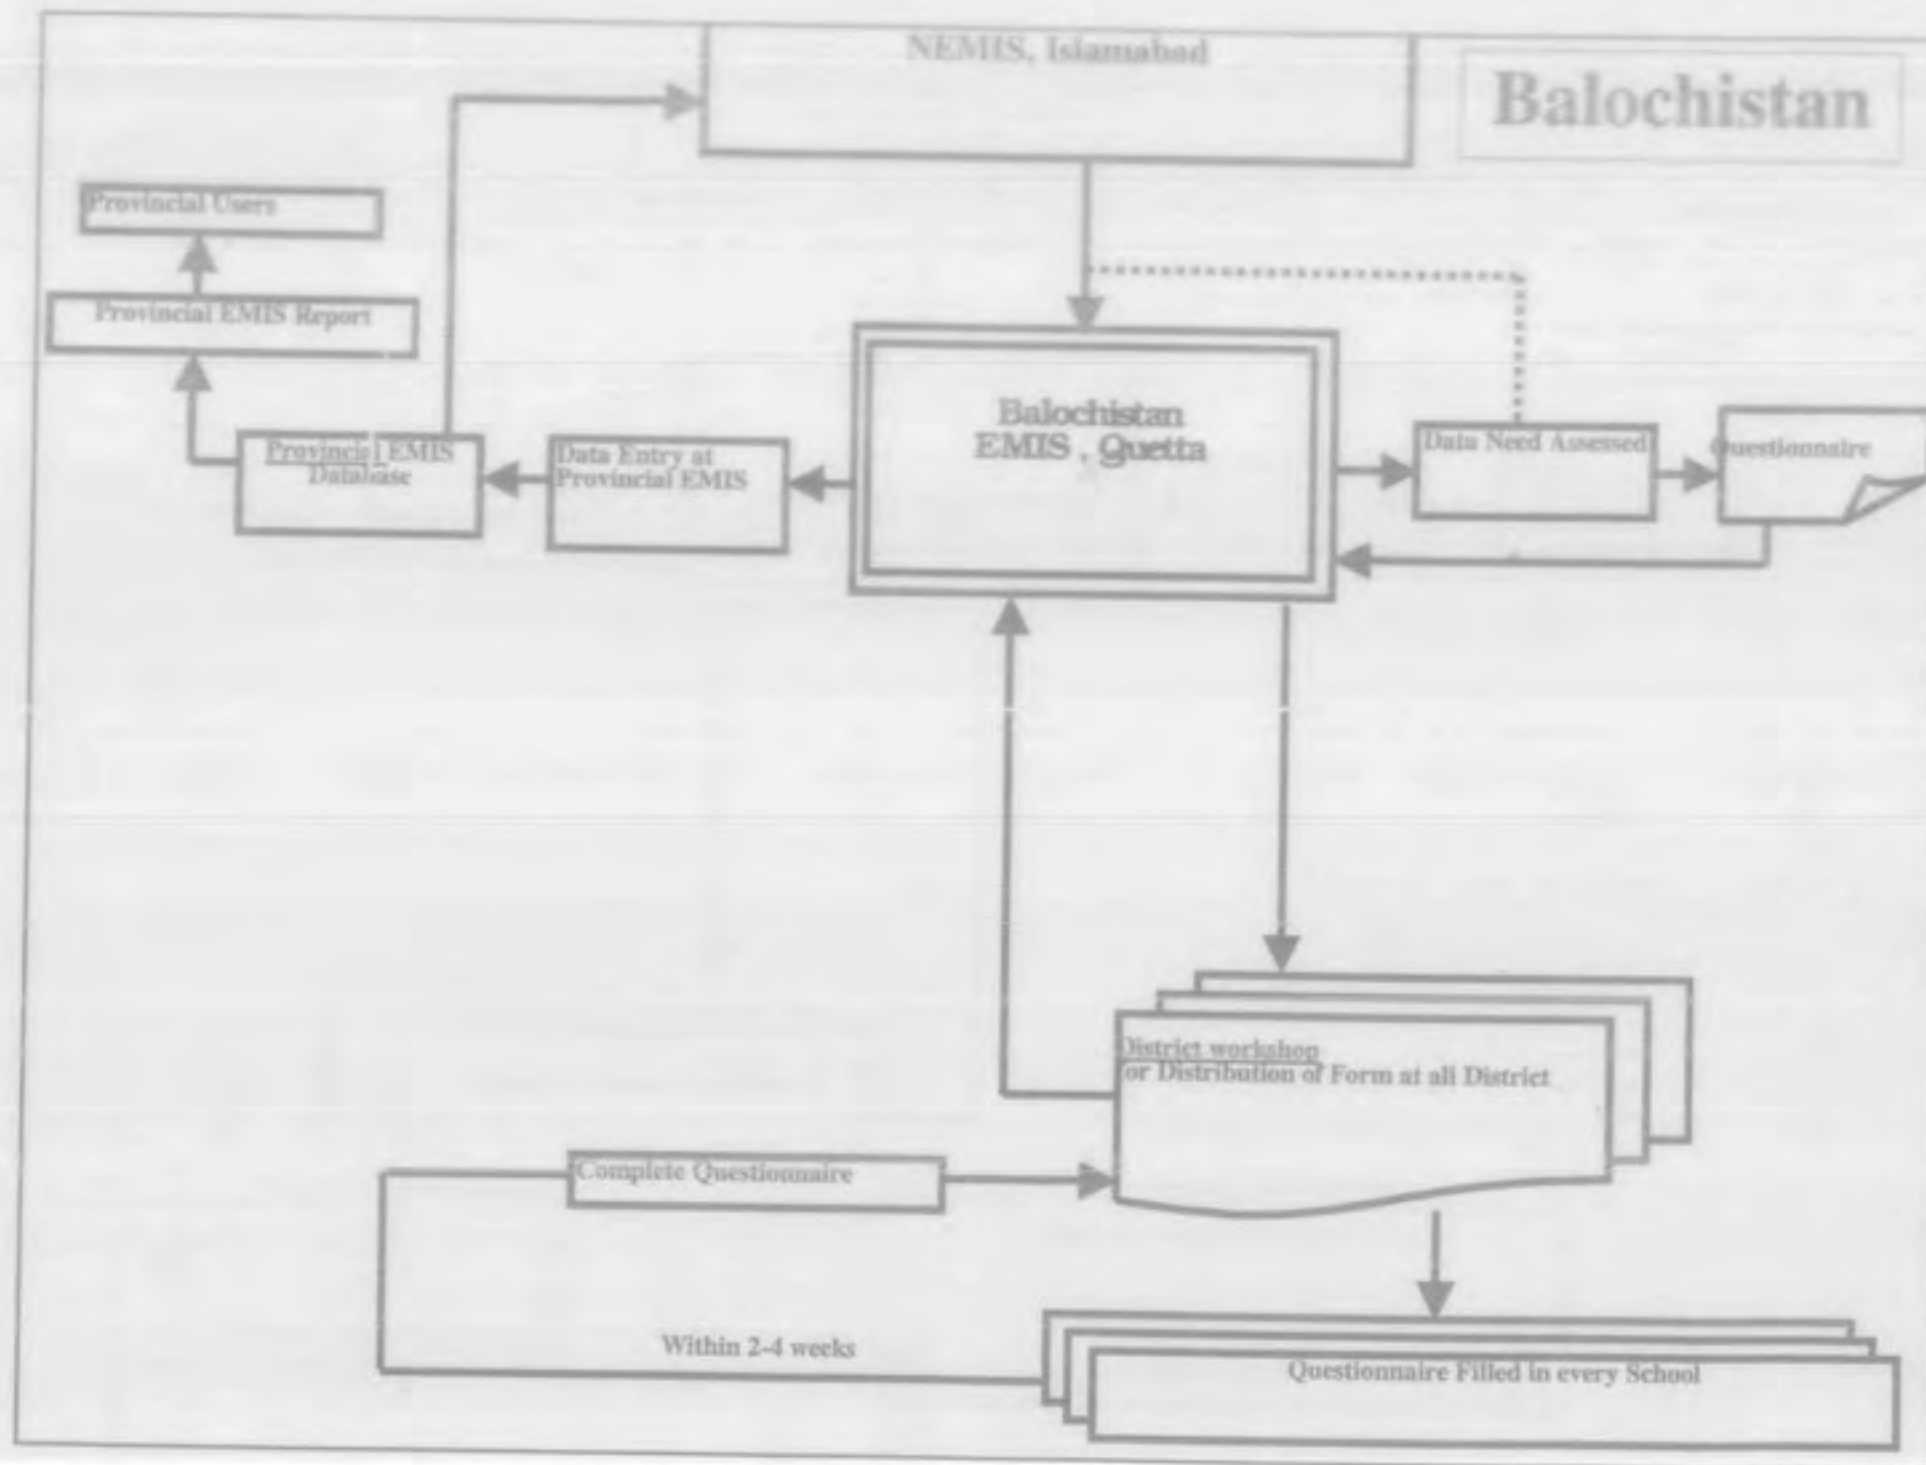 NEMIS, Islamabad
Balochistan
Provincial Users
Provincial EMIS Report
Balochistan
EMIS , Quetta
Provincial EMIS
Database
Data Entry at
Provincial EMIS
Data Need Assessed
Questionnaire
District workshop
for Distribution of Form at all District
Complete Questionnaire
Within 2-4 weeks
Questionnaire Filled in every School